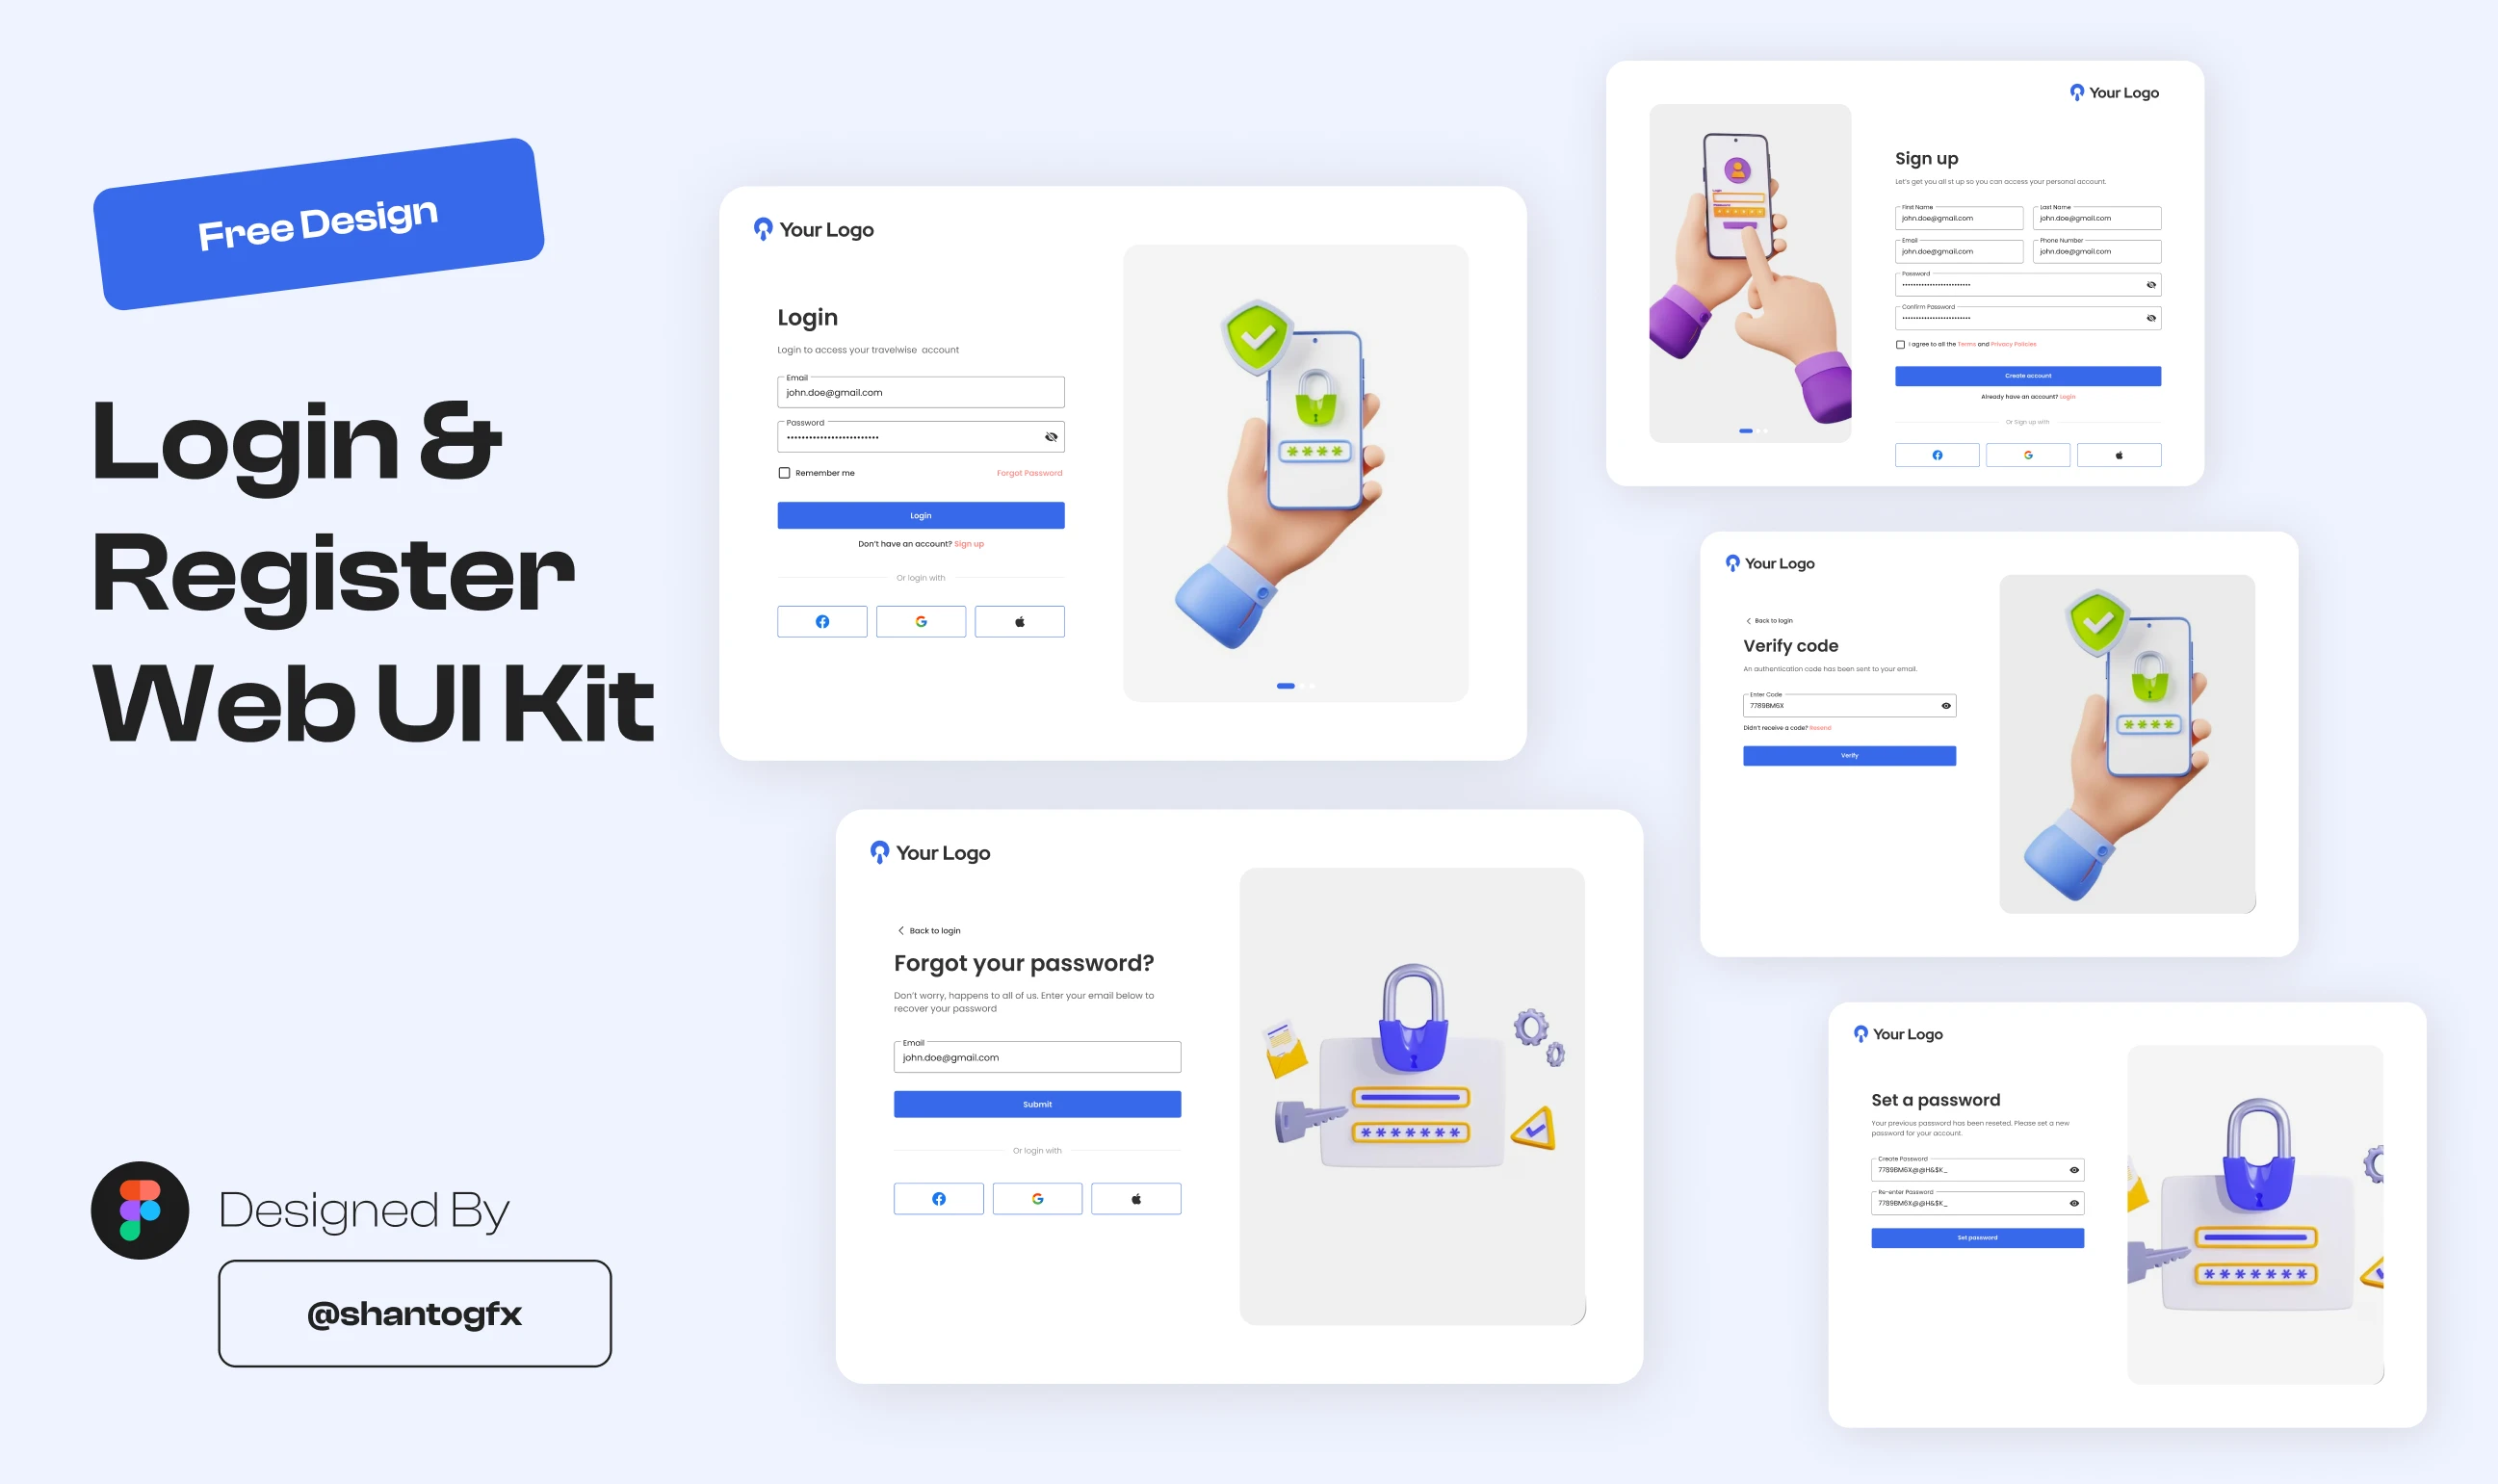 Free Design
Login &
Register
Web UI Kit
Designed By
@shantogfx
Your Logo
Login
Login to access your travelwise account
Email
john.doe@gmail.com
Password
Remember me
Forgot Password
Login
Don't have an account? Sign up
Or login with
Your Logo
Sign up
Let's get you all st up so you can access your personal account.
First Name
john.doe@gmail.com
Last Name
john.doe@gmail.com
Email
john.doe@gmail.com
Phone Number
john.doe@gmail.com
Password
Confirm Password
I agree to all the Terms and Privacy Policies
Create account
Already have an account? Login
Or Sign up with
Your Logo
Back to login
Verify code
An authentication code has been sent to your email.
Enter Code
7789BM6X
Didn't receive a code? Resend
Verify
Your Logo
Back to login
Forgot your password?
Don't worry, happens to all of us. Enter your email below to
recover your password
Email
john.doe@gmail.com
Submit
Or login with
Your Logo
Set a password
Your previous password has been reseted. Please set a new
password for your account.
Create Password
7789BM6X@@H&$K_
Re-enter Password
7789BM6X@@H&$K_
Set password